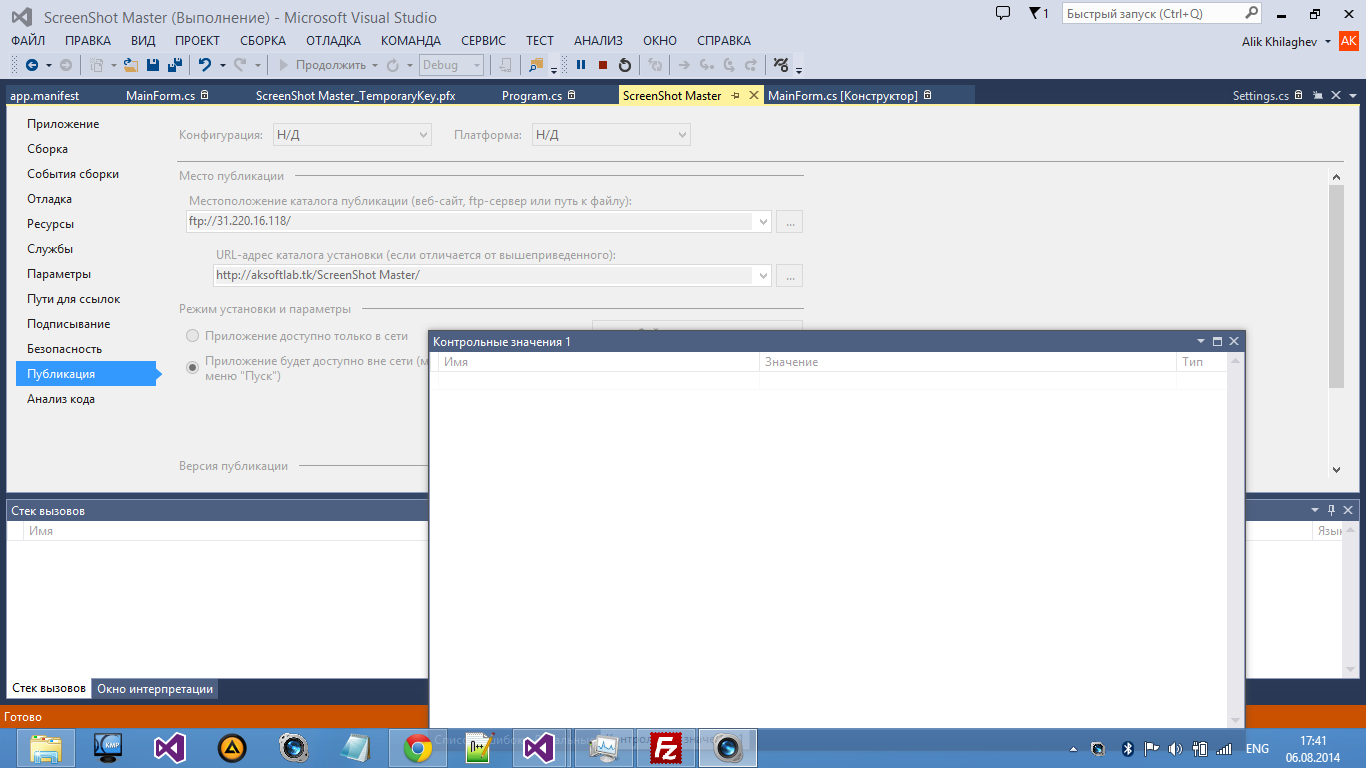 ScreenShot Master (Выполнение) - Microsoft Visual Studio
1
Быстрый запуск (Ctrl+Q)
ФАЙЛ ПРАВКА ВИД ПРОЕКТ СБОРКА ОТЛАДКА КОМАНДА СЕРВИС ТЕСТ АНАЛИЗ ОКНО СПРАВКА
Alik Khilaghev AK
Продолжить Debug
app.manifest MainForm.cs ScreenShot Master_TemporaryKey.pfx Program.cs ScreenShot Master MainForm.cs [Конструктор] Settings.cs
Приложение
Сборка
События сборки
Отладка
Ресурсы
Службы
Параметры
Пути для ссылок
Подписывание
Безопасность
Публикация
Анализ кода
Конфигурация: Н/Д Платформа: Н/Д
Место публикации
Местоположение каталога публикации (веб-сайт, ftp-сервер или путь к файлу):
ftp://31.220.16.118/ ...
URL-адрес каталога установки (если отличается от вышеприведенного):
http://aksoftlab.tk/ScreenShot Master/ ...
Режим установки и параметры
Приложение доступно только в сети
Приложение будет доступно вне сети (м
меню "Пуск")
Версия публикации
Контрольные значения 1
Имя Значение Тип
Стек вызовов
Имя Язык
Стек вызовов Окно интерпретации
Готово
KMP
П++
Fz
ENG
17:41
06.08.2014